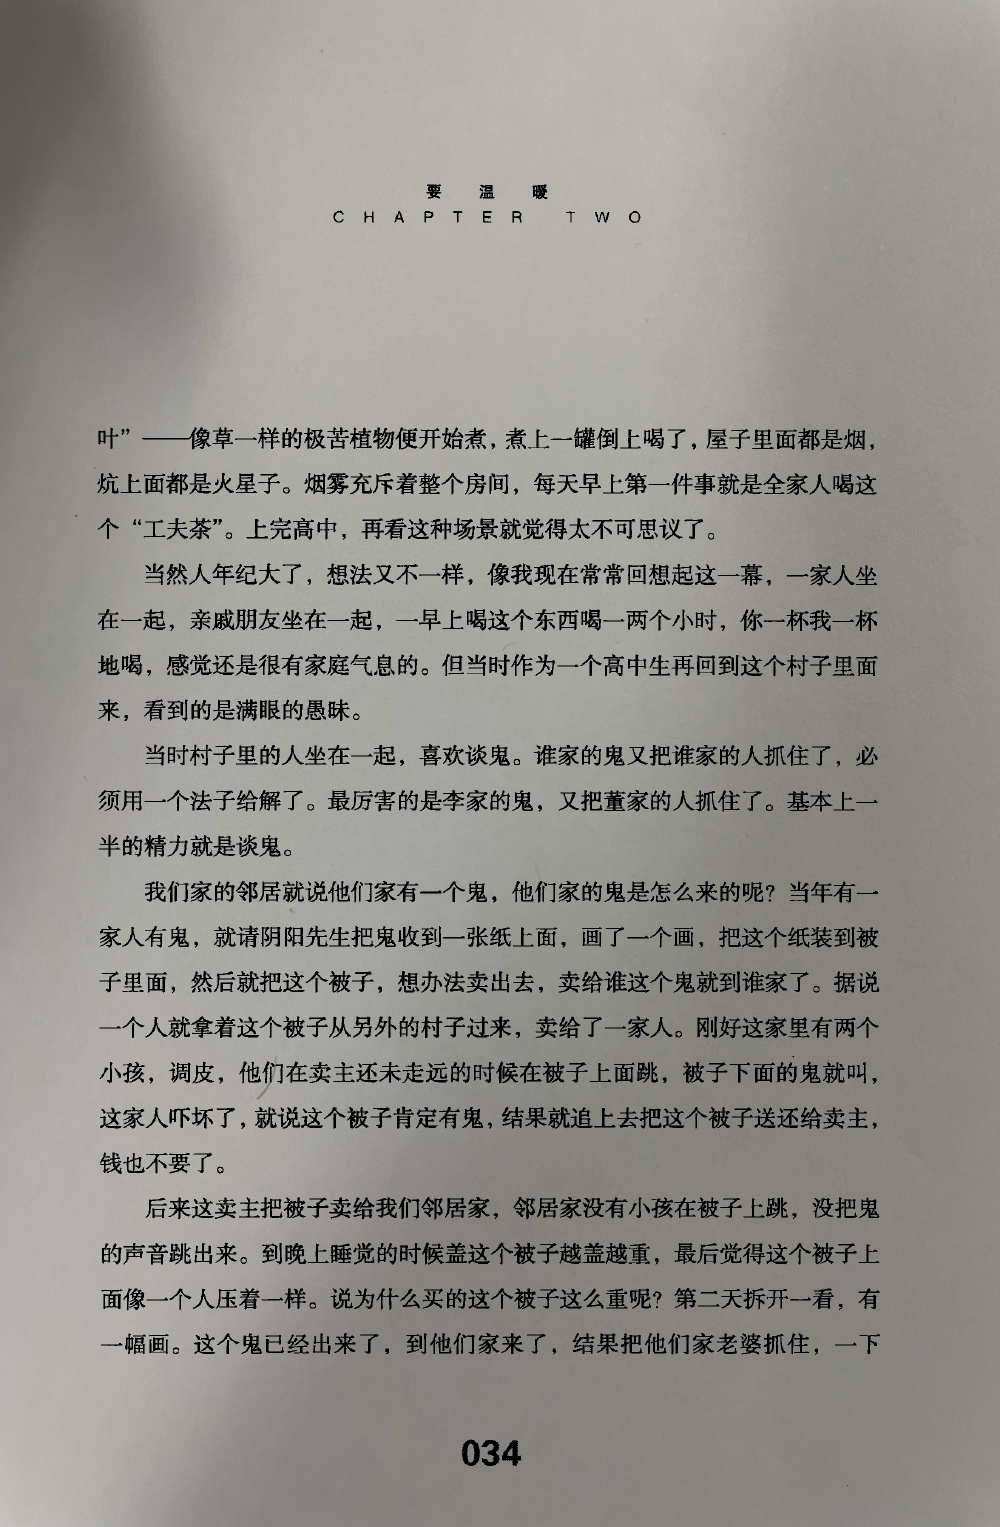 要温暖
CHAPTER TWO
叶”——像草一样的极苦植物便开始煮，煮上一罐倒上喝了，屋子里面都是烟，
炕上面都是火星子。烟雾充斥着整个房间，每天早上第一件事就是全家人喝这
个“工夫茶”。上完高中，再看这种场景就觉得太不可思议了。
当然人年纪大了，想法又不一样，像我现在常常回想起这一幕，一家人坐
在一起，亲戚朋友坐在一起，一早上喝这个东西喝一两个小时，你一杯我一杯
地喝，感觉还是很有家庭气息的。但当时作为一个高中生再回到这个村子里面
来，看到的是满眼的愚昧。
当时村子里的人坐在一起，喜欢谈鬼。谁家的鬼又把谁家的人抓住了，必
须用一个法子给解了。最厉害的是李家的鬼，又把董家的人抓住了。基本上一
半的精力就是谈鬼。
我们家的邻居就说他们家有一个鬼，他们家的鬼是怎么来的呢？当年有一
家人有鬼，就请阴阳先生把鬼收到一张纸上面，画了一个画，把这个纸装到被
子里面，然后就把这个被子，想办法卖出去，卖给谁这个鬼就到谁家了。据说
一个人就拿着这个被子从另外的村子过来，卖给了一家人。刚好这家里有两个
小孩，调皮，他们在卖主还未走远的时候在被子上面跳，被子下面的鬼就叫，
这家人吓坏了，就说这个被子肯定有鬼，结果就追上去把这个被子送还给卖主，
钱也不要了。
后来这卖主把被子卖给我们邻居家，邻居家没有小孩在被子上跳，没把鬼
的声音跳出来。到晚上睡觉的时候盖这个被子越盖越重，最后觉得这个被子上
面像一个人压着一样。说为什么买的这个被子这么重呢？第二天拆开一看，有
一幅画。这个鬼已经出来了，到他们家来了，结果把他们家老婆抓住，一下
034